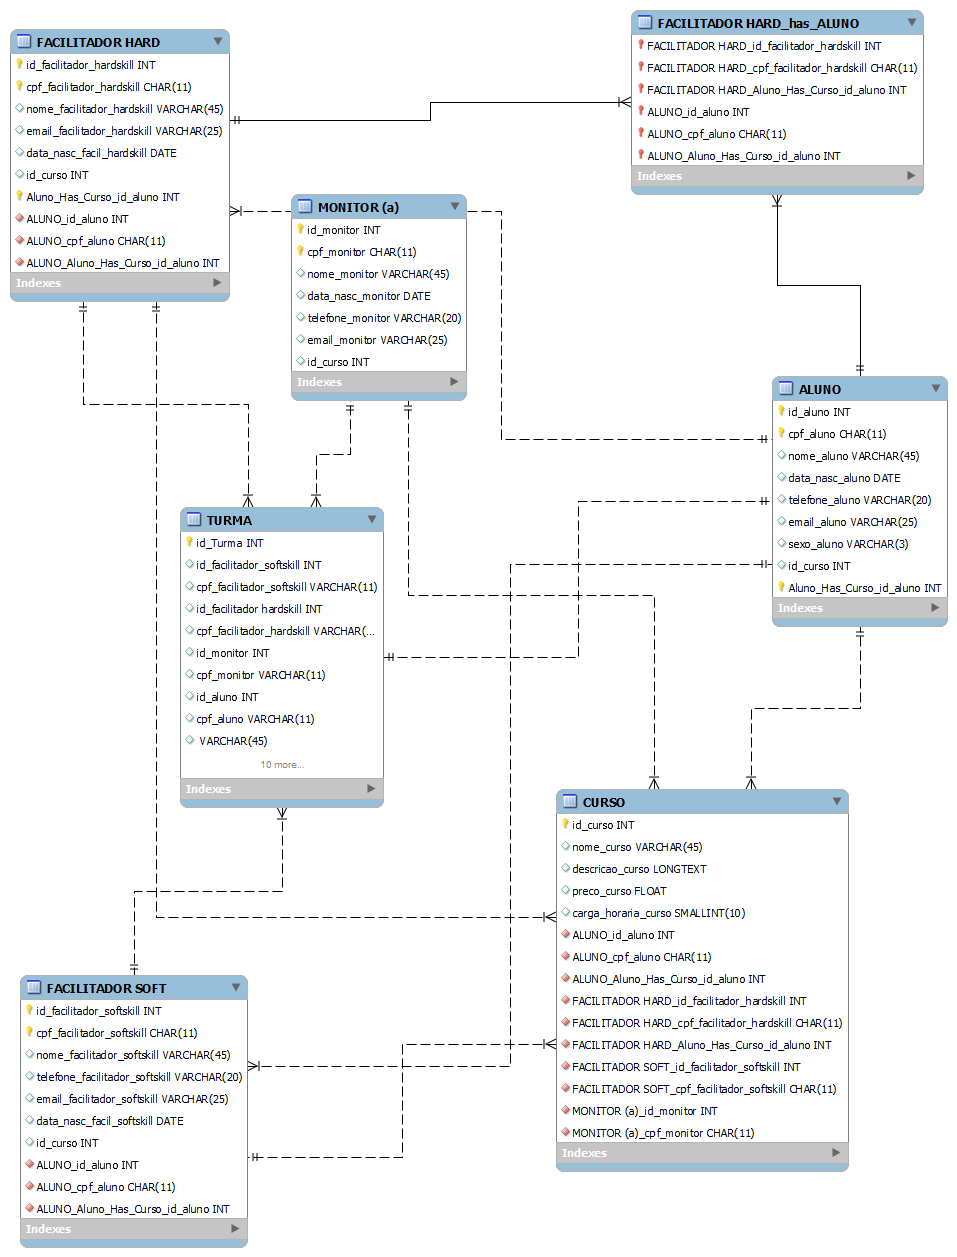 FACILITADOR HARD
id_facilitador_hardskill INT
cpf_facilitador_hardskill CHAR(11)
nome_facilitador_hardskill VARCHAR(45)
email_facilitador_hardskill VARCHAR(25)
data_nasc_facil_hardskill DATE
id_curso INT
Aluno_Has_Curso_id_aluno INT
ALUNO_id_aluno INT
ALUNO_cpf_aluno CHAR(11)
ALUNO_Aluno_Has_Curso_id_aluno INT
Indexes
FACILITADOR HARD_has_ALUNO
FACILITADOR HARD_id_facilitador_hardskill INT
FACILITADOR HARD_cpf_facilitador_hardskill CHAR(11)
FACILITADOR HARD_Aluno_Has_Curso_id_aluno INT
ALUNO_id_aluno INT
ALUNO_cpf_aluno CHAR(11)
ALUNO_Aluno_Has_Curso_id_aluno INT
Indexes
MONITOR (a)
id_monitor INT
cpf_monitor CHAR(11)
nome_monitor VARCHAR(45)
data_nasc_monitor DATE
telefone_monitor VARCHAR(20)
email_monitor VARCHAR(25)
id_curso INT
Indexes
ALUNO
id_aluno INT
cpf_aluno CHAR(11)
nome_aluno VARCHAR(45)
data_nasc_aluno DATE
telefone_aluno VARCHAR(20)
email_aluno VARCHAR(25)
sexo_aluno VARCHAR(3)
id_curso INT
Aluno_Has_Curso_id_aluno INT
Indexes
TURMA
id_Turma INT
id_facilitador_softskill INT
cpf_facilitador_softskill VARCHAR(11)
id_facilitador hardskill INT
cpf_facilitador_hardskill VARCHAR(...
id_monitor INT
cpf_monitor VARCHAR(11)
id_aluno INT
cpf_aluno VARCHAR(11)
VARCHAR(45)
10 more...
Indexes
CURSO
id_curso INT
nome_curso VARCHAR(45)
descricao_curso LONGTEXT
preco_curso FLOAT
carga_horaria_curso SMALLINT(10)
ALUNO_id_aluno INT
ALUNO_cpf_aluno CHAR(11)
ALUNO_Aluno_Has_Curso_id_aluno INT
FACILITADOR HARD_id_facilitador_hardskill INT
FACILITADOR HARD_cpf_facilitador_hardskill CHAR(11)
FACILITADOR HARD_Aluno_Has_Curso_id_aluno INT
FACILITADOR SOFT_id_facilitador_softskill INT
FACILITADOR SOFT_cpf_facilitador_softskill CHAR(11)
MONITOR (a)_id_monitor INT
MONITOR (a)_cpf_monitor CHAR(11)
Indexes
FACILITADOR SOFT
id_facilitador_softskill INT
cpf_facilitador_softskill CHAR(11)
nome_facilitador_softskill VARCHAR(45)
telefone_facilitador_softskill VARCHAR(20)
email_facilitador_softskill VARCHAR(25)
data_nasc_facil_softskill DATE
id_curso INT
ALUNO_id_aluno INT
ALUNO_cpf_aluno CHAR(11)
ALUNO_Aluno_Has_Curso_id_aluno INT
Indexes